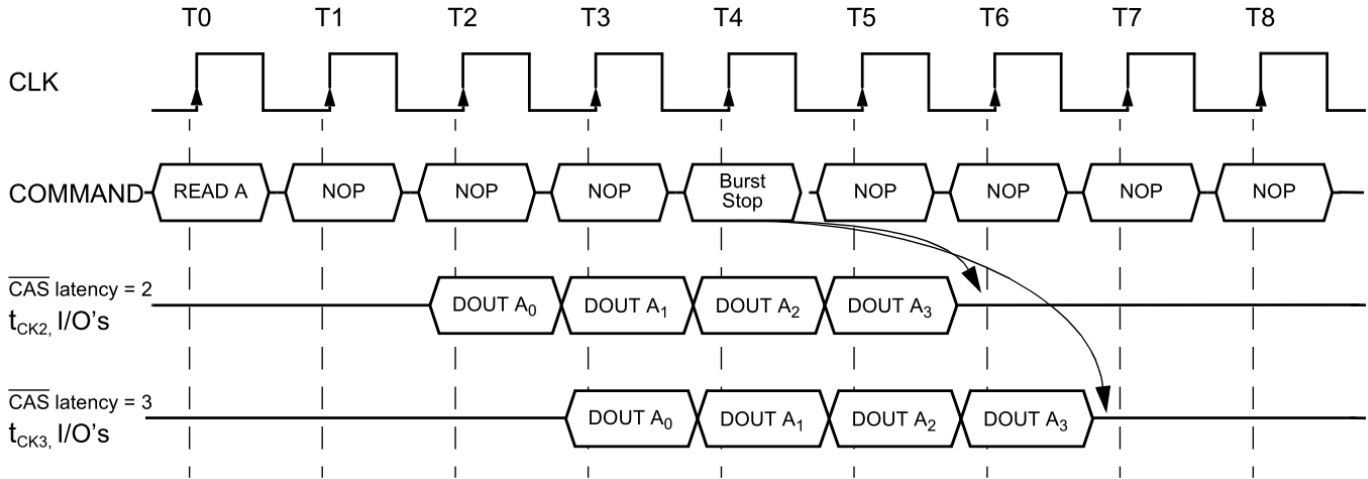 T0 T1 T2 T3 T4 T5 T6 T7 T8
CLK
COMMAND READ A NOP NOP NOP Burst Stop NOP NOP NOP NOP
CAS latency = 2
tCK2, I/O's
DOUT A0 DOUT A1 DOUT A2 DOUT A3
CAS latency = 3
tCK3, I/O's
DOUT A0 DOUT A1 DOUT A2 DOUT A3